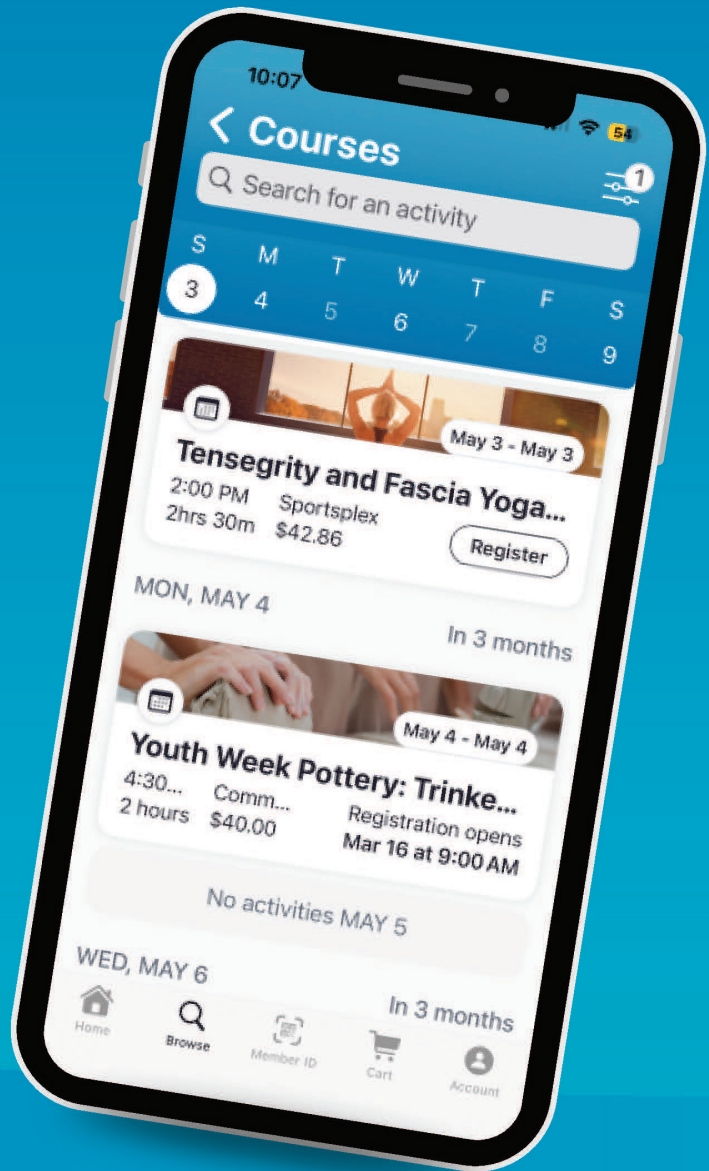 10:07
54
Courses
1
Search for an activity
S M T W T F S
3 4 5 6 7 8 9
May 3 - May 3
Tensegrity and Fascia Yoga...
2:00 PM Sportsplex
2hrs 30m $42.86
Register
MON, MAY 4 In 3 months
May 4 - May 4
Youth Week Pottery: Trinke...
4:30... Comm... Registration opens
2 hours $40.00 Mar 16 at 9:00 AM
No activities MAY 5
WED, MAY 6 In 3 months
Home Browse Member ID Cart Account